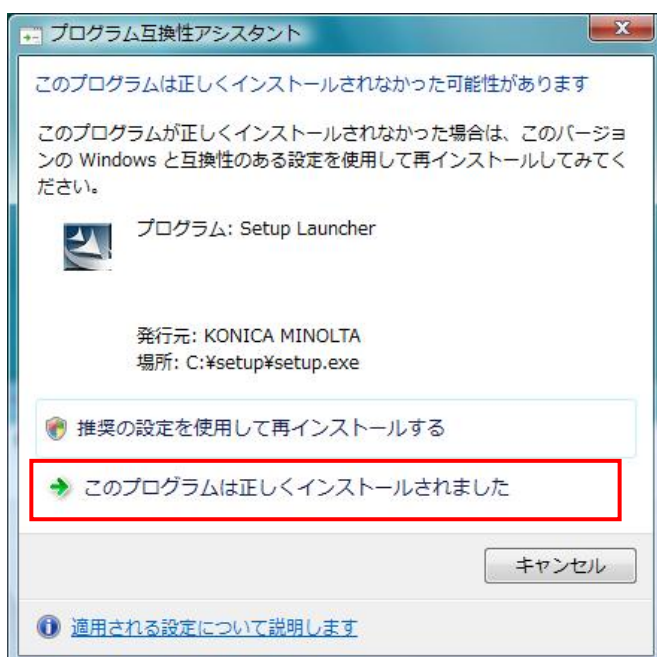 プログラム互換性アシスタント
このプログラムは正しくインストールされなかった可能性があります
このプログラムが正しくインストールされなかった場合は、このバージョ
ンの Windows と互換性のある設定を使用して再インストールしてみてく
ださい。
プログラム: Setup Launcher
発行元: KONICA MINOLTA
場所: C:¥setup¥setup.exe
推奨の設定を使用して再インストールする
このプログラムは正しくインストールされました
キャンセル
適用される設定について説明します